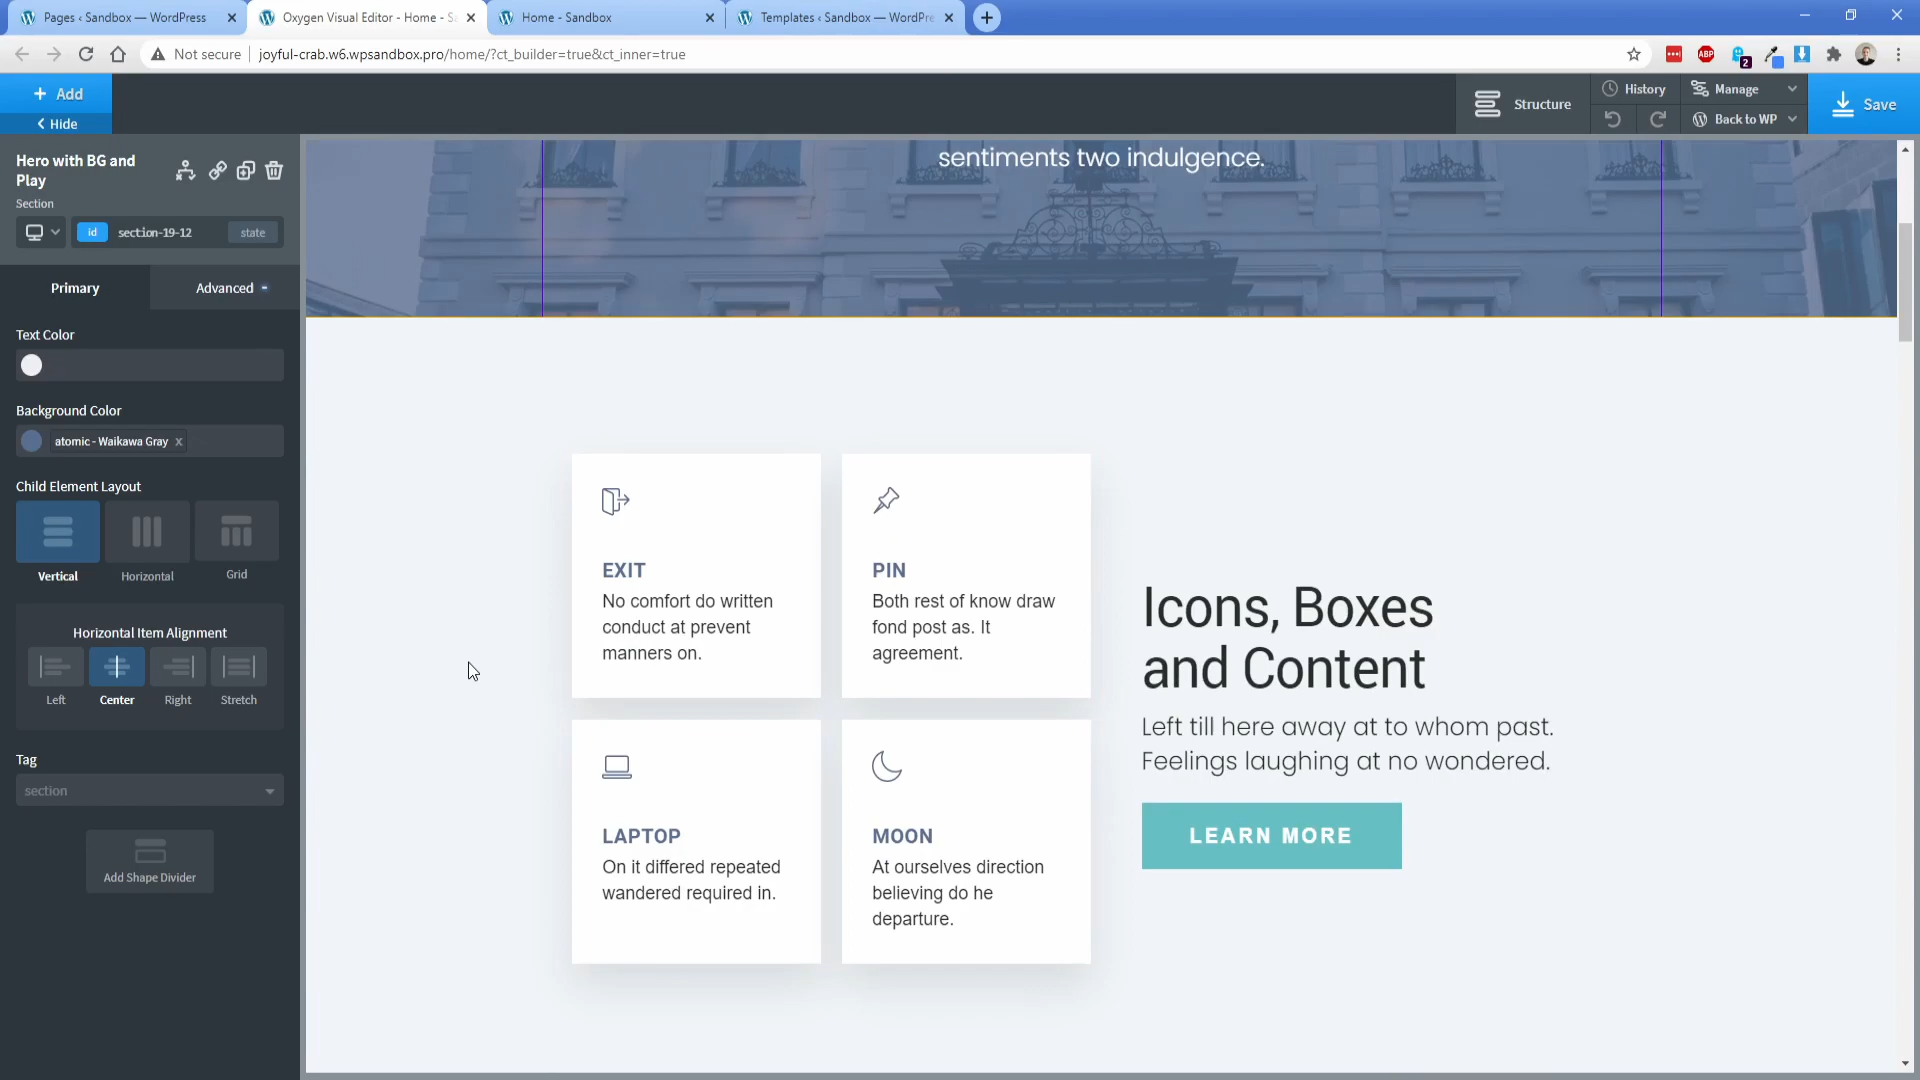 Pages ‹ Sandbox — WordPress
Oxygen Visual Editor - Home - Sa
Home - Sandbox
Templates ‹ Sandbox — WordPre
Not secure
joyful-crab.w6.wpsandbox.pro/home/?ct_builder=true&ct_inner=true
ABP
2
+ Add
Hide
Structure
History
Manage
Back to WP
Save
Hero with BG and
Play
Section
id
section-19-12
state
Primary
Advanced
Text Color
Background Color
atomic - Waikawa Gray x
Child Element Layout
Vertical
Horizontal
Grid
Horizontal Item Alignment
Left
Center
Right
Stretch
Tag
section
Add Shape Divider
sentiments two indulgence.
EXIT
No comfort do written
conduct at prevent
manners on.
PIN
Both rest of know draw
fond post as. It
agreement.
LAPTOP
On it differed repeated
wandered required in.
MOON
At ourselves direction
believing do he
departure.
Icons, Boxes
and Content
Left till here away at to whom past.
Feelings laughing at no wondered.
LEARN MORE